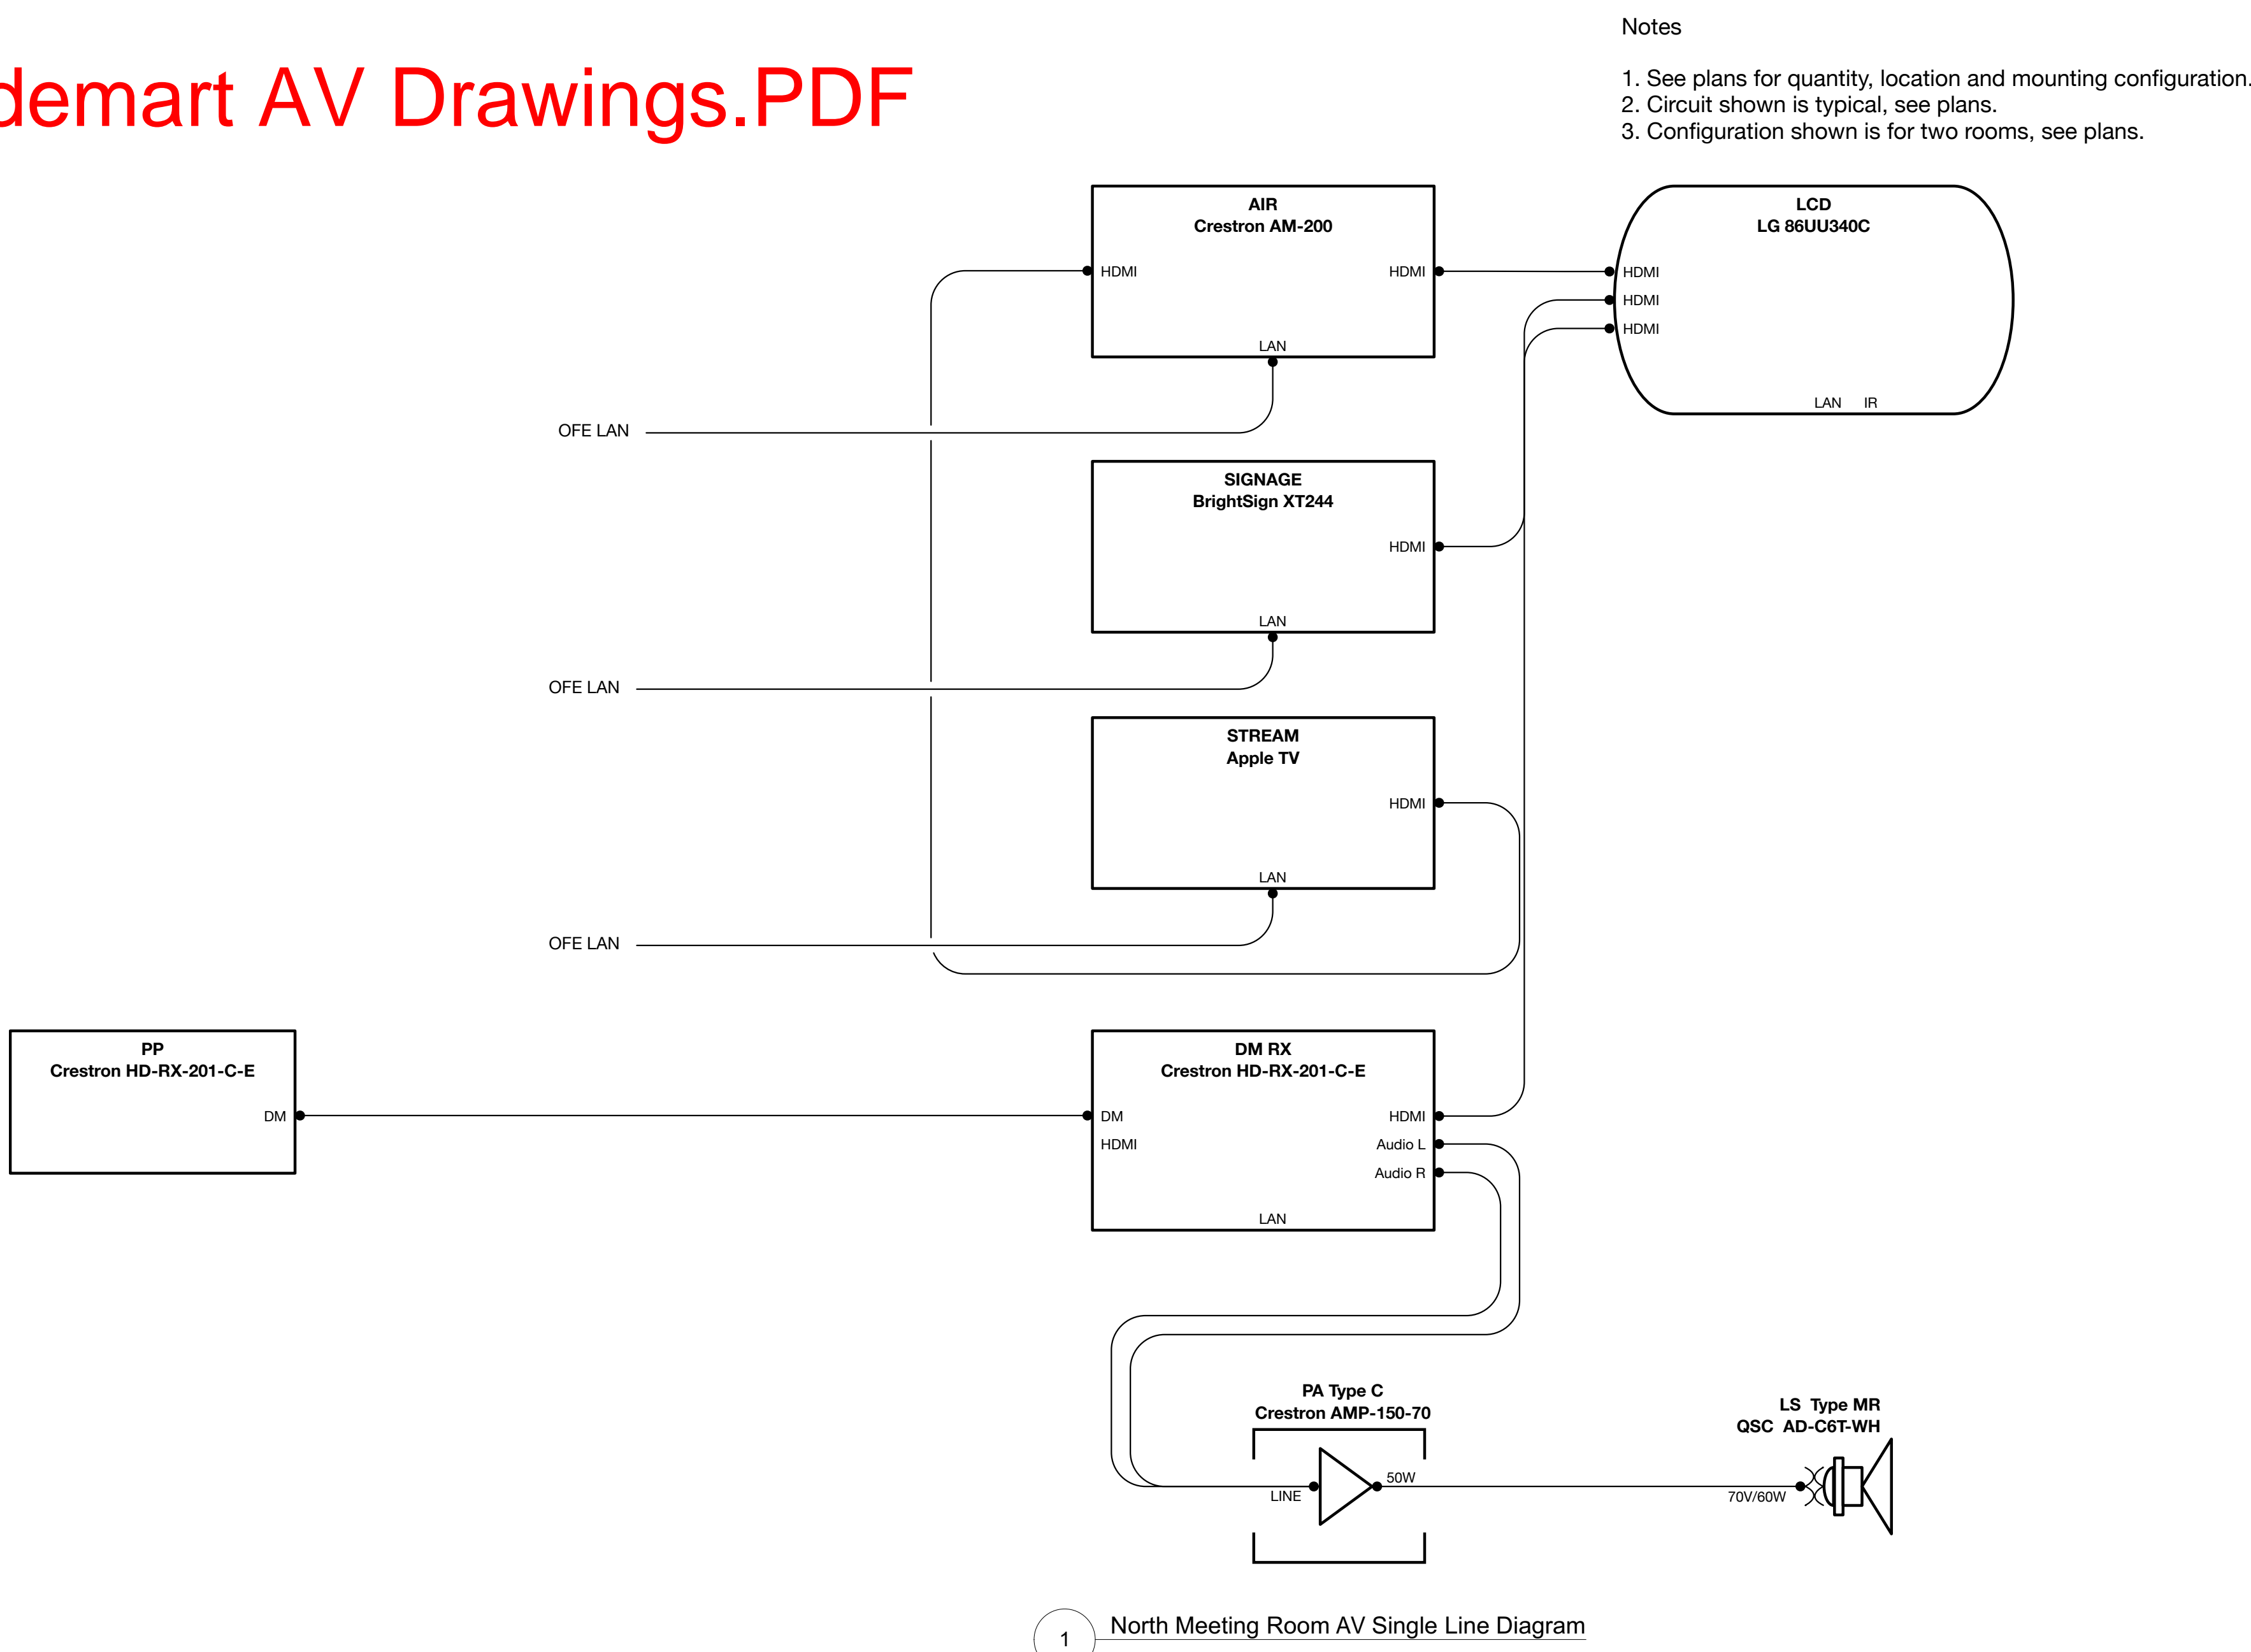 demart AV Drawings.PDF
Notes
1. See plans for quantity, location and mounting configuration.
2. Circuit shown is typical, see plans.
3. Configuration shown is for two rooms, see plans.
AIR
Crestron AM-200
HDMI
HDMI
LAN
LCD
LG 86UU340C
HDMI
HDMI
HDMI
LAN IR
OFE LAN
SIGNAGE
BrightSign XT244
HDMI
LAN
OFE LAN
STREAM
Apple TV
HDMI
LAN
OFE LAN
PP
Crestron HD-RX-201-C-E
DM
DM RX
Crestron HD-RX-201-C-E
DM
HDMI
HDMI
Audio L
Audio R
LAN
PA Type C
Crestron AMP-150-70
LINE
50W
LS Type MR
QSC AD-C6T-WH
70V/60W
1
North Meeting Room AV Single Line Diagram